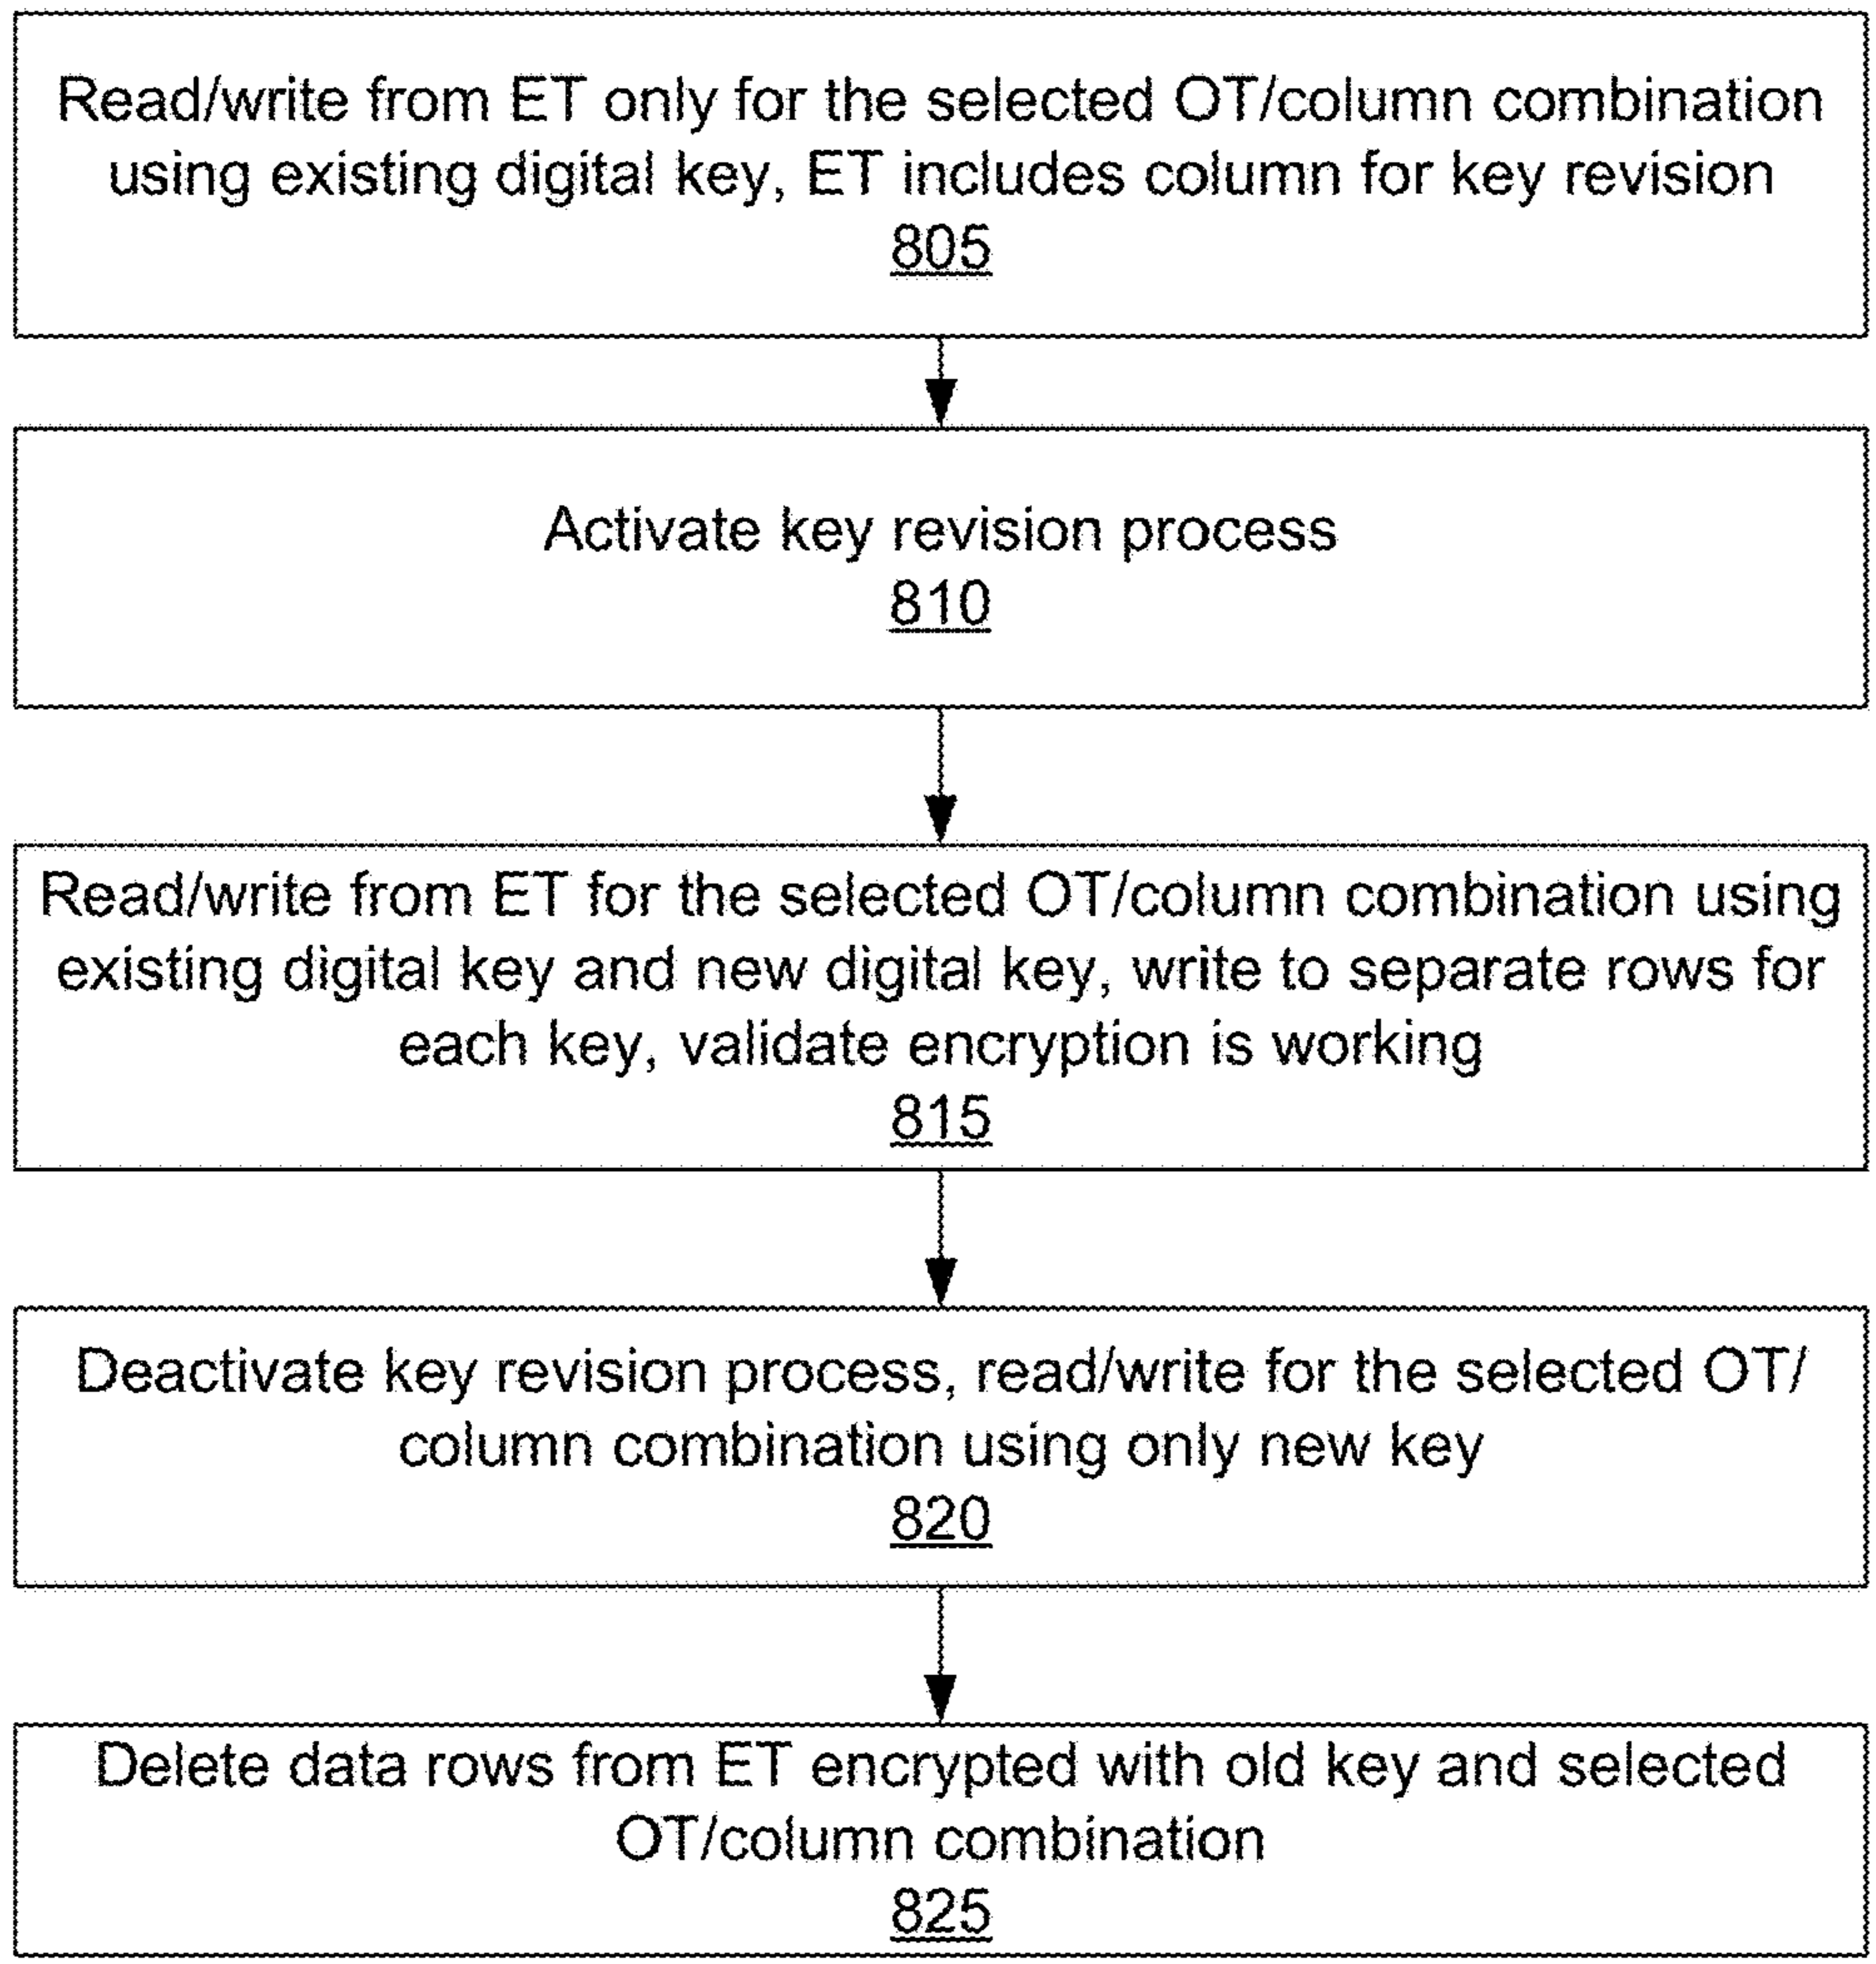 Read/write from ET only for the selected OT/column combination
using existing digital key, ET includes column for key revision
805
Activate key revision process
810
Read/write from ET for the selected OT/column combination using
existing digital key and new digital key, write to separate rows for
each key, validate encryption is working
815
Deactivate key revision process, read/write for the selected OT/
column combination using only new key
820
Delete data rows from ET encrypted with old key and selected
OT/column combination
825